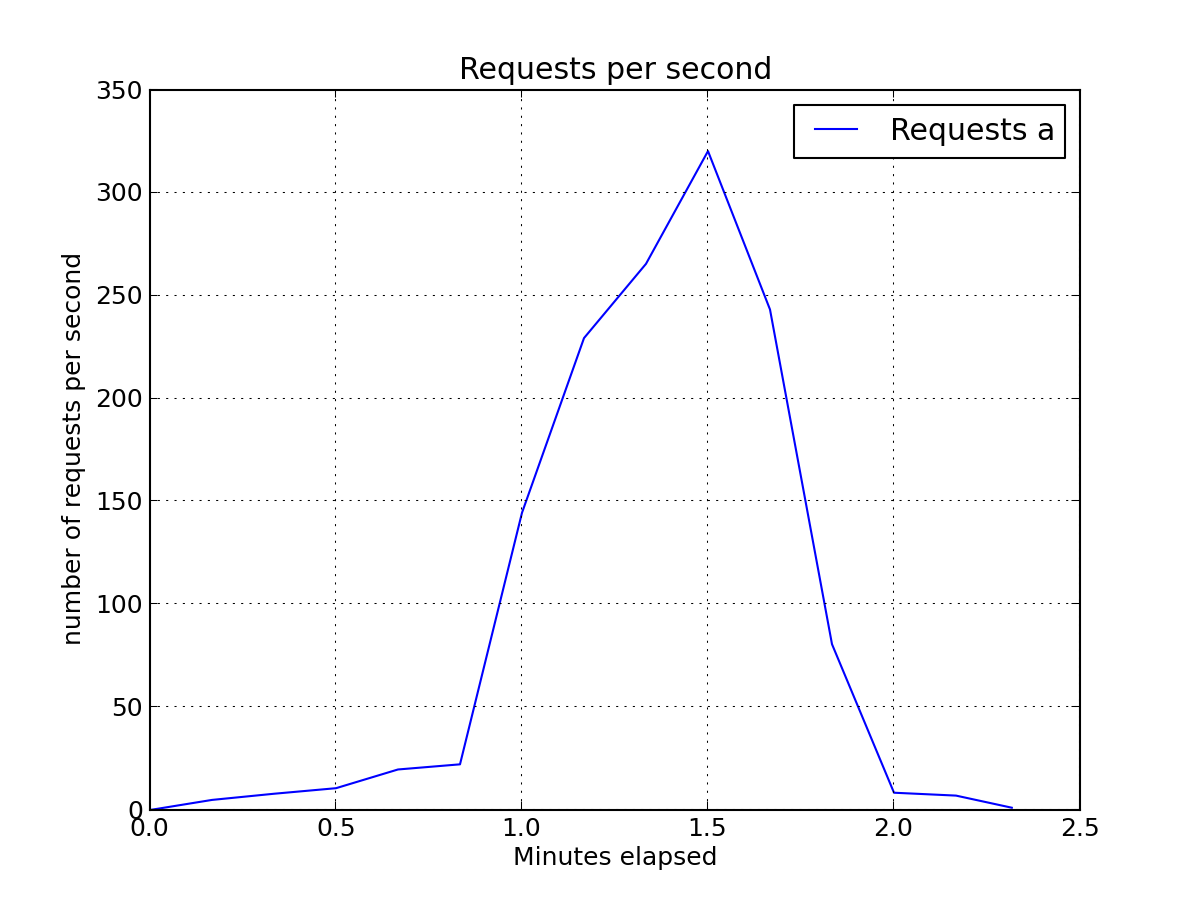 Requests per second
350
Requests a
300
250
200
150
100
50
0
number of requests per second
0.0 0.5 1.0 1.5 2.0 2.5
Minutes elapsed